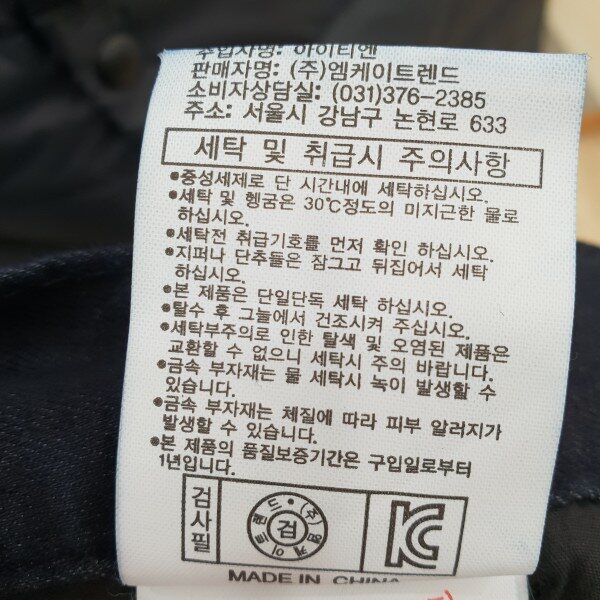 수입자명: 아이티엔
판매자명: (주)엠케이트렌드
소비자상담실: (031)376-2385
주소: 서울시 강남구 논현로 633
세탁 및 취급시 주의사항
●중성세제로 단 시간내에 세탁하십시오.
●세탁 및 헹굼은 30℃정도의 미지근한 물로
하십시오.
●세탁전 취급기호를 먼저 확인 하십시오.
●지퍼나 단추들은 잠그고 뒤집어서 세탁
하십시오.
●본 제품은 단일단독 세탁 하십시오.
●탈수 후 그늘에서 건조시켜 주십시오.
●세탁부주의로 인한 탈색 및 오염된 제품은
교환할 수 없으니 세탁시 주의 바랍니다.
●금속 부자재는 물 세탁시 녹이 발생할 수
있습니다.
●금속 부자재는 체질에 따라 피부 알러지가
발생할 수 있습니다.
●본 제품의 품질보증기간은 구입일로부터
1년입니다.
검사필
(주)엠케이트렌드
검
KC
MADE IN CHINA